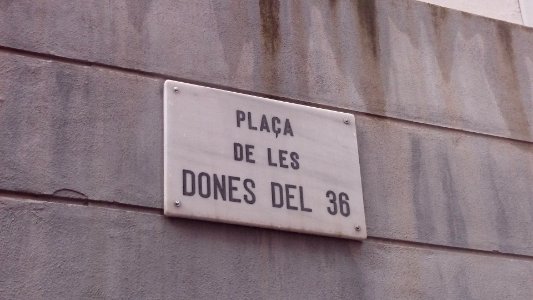 PLAÇA
DE LES
DONES DEL 36